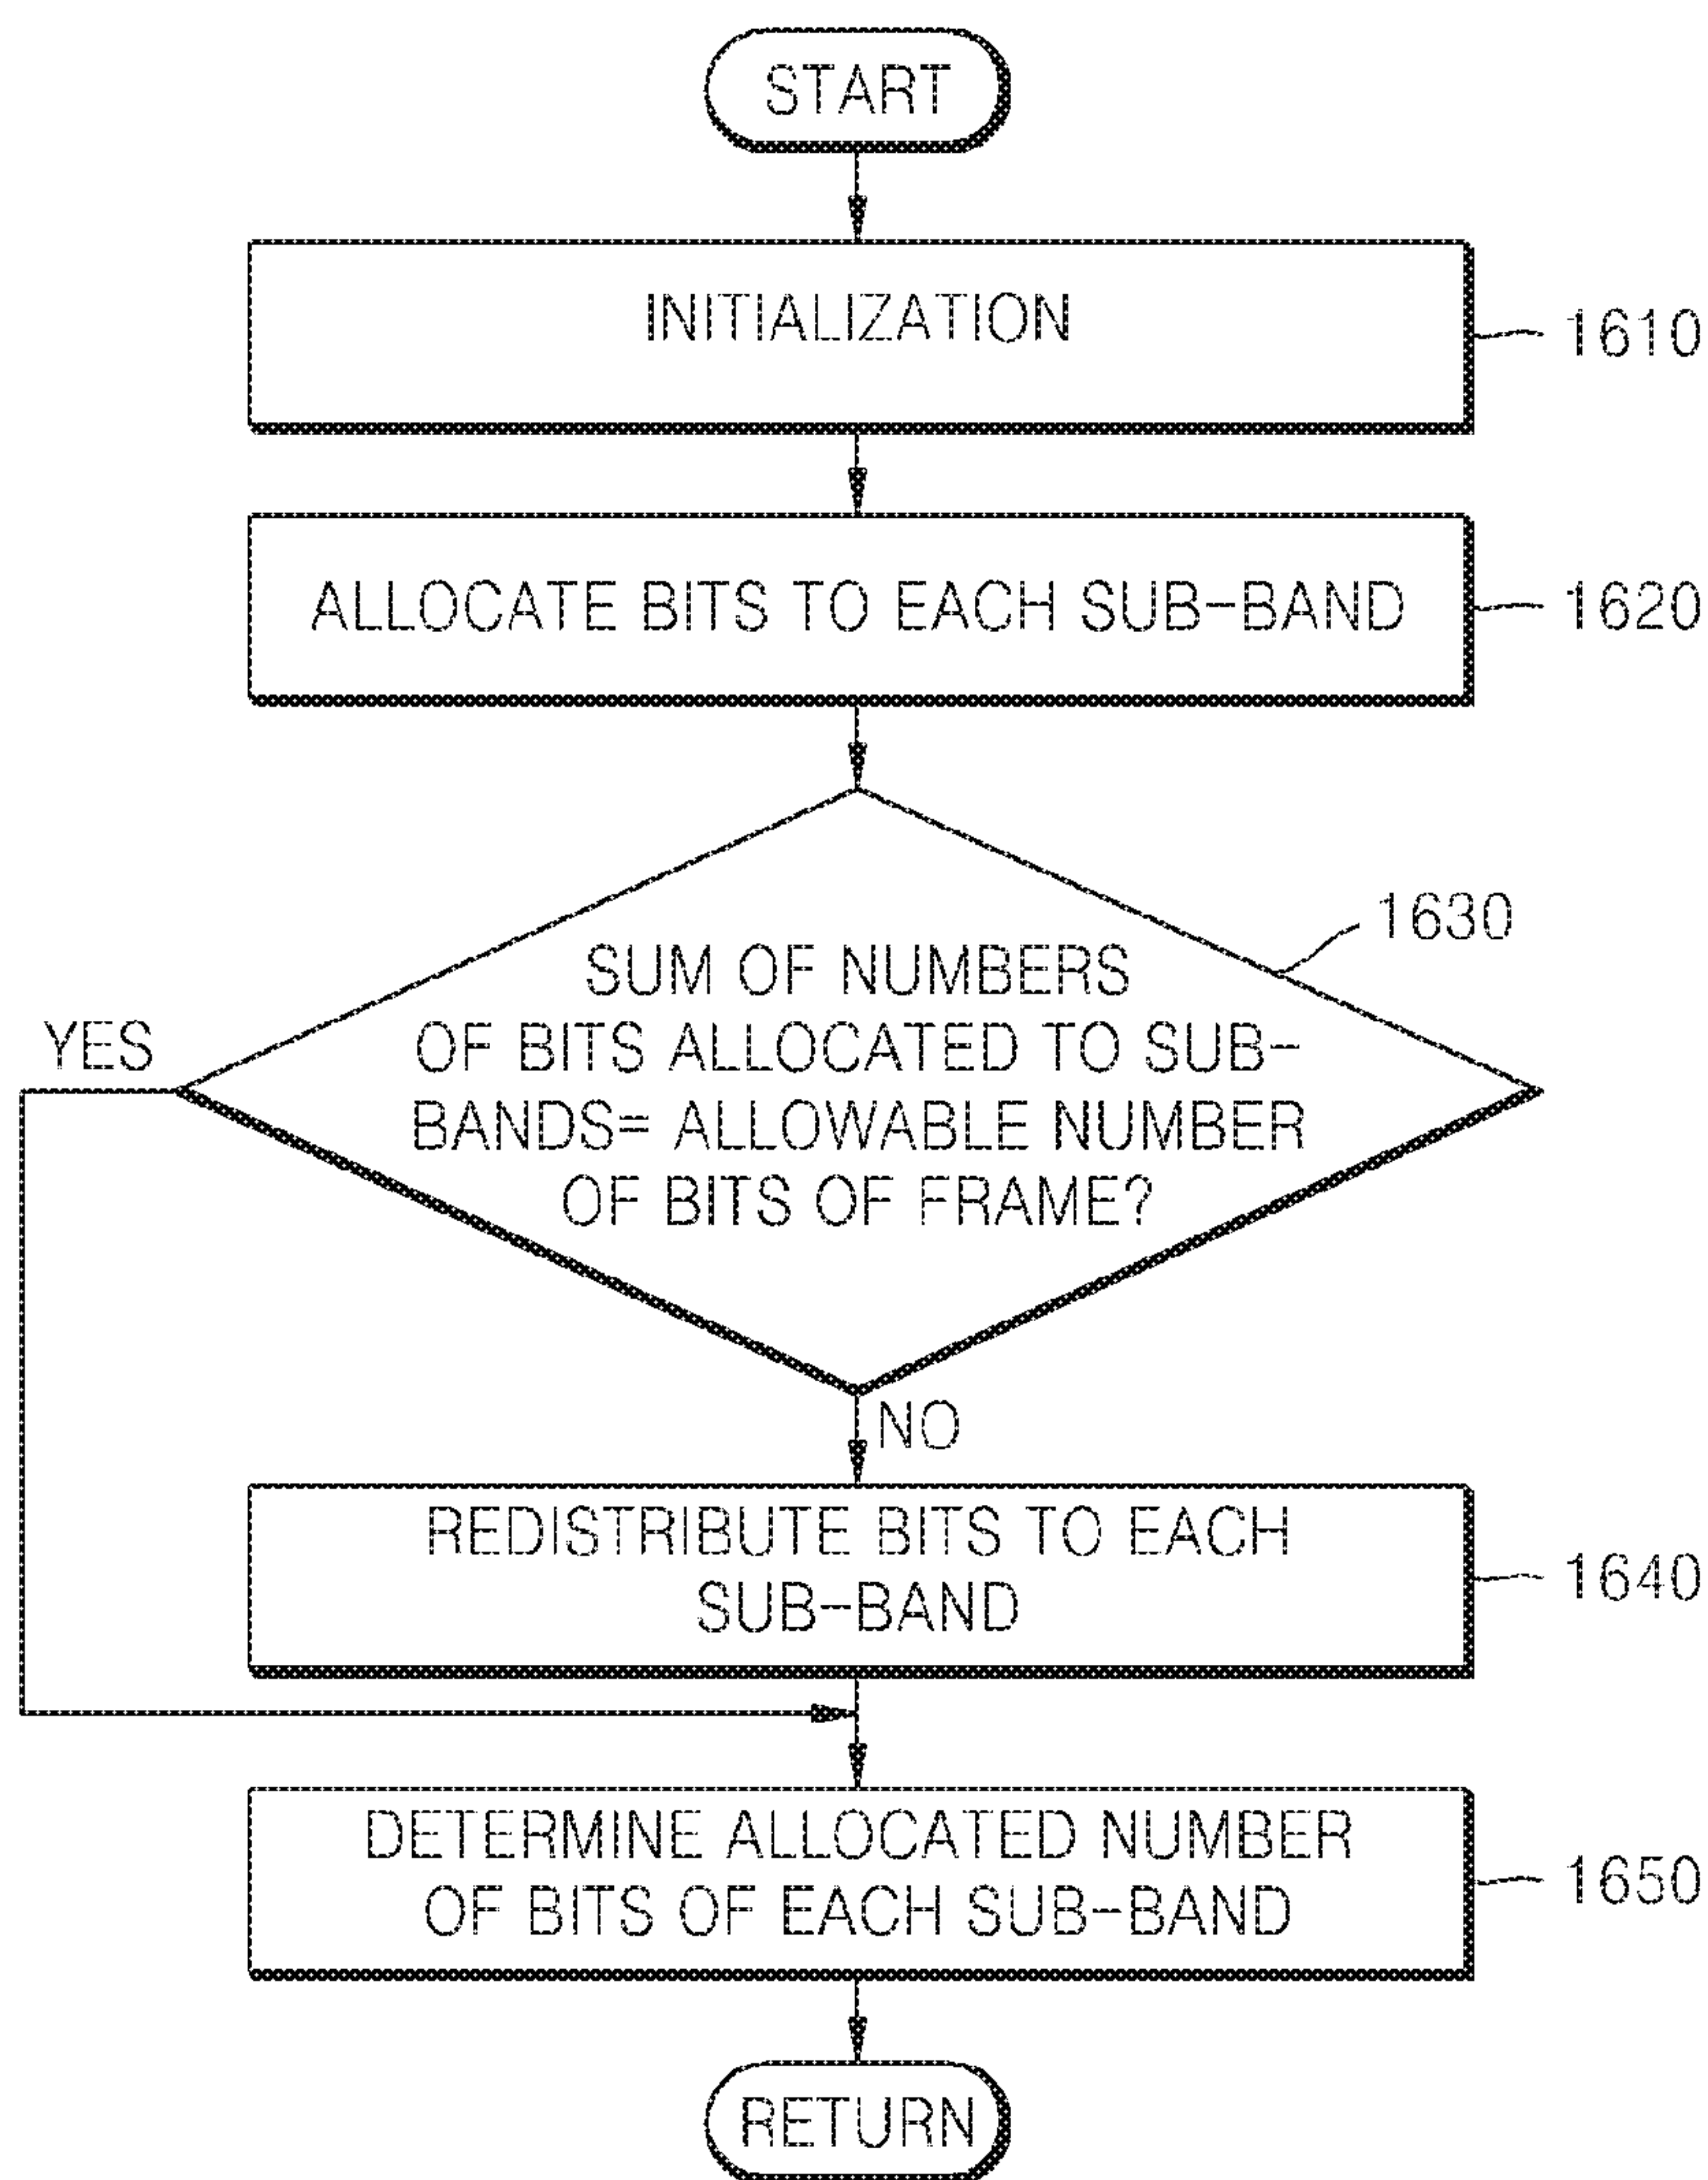 START
INITIALIZATION
1610
ALLOCATE BITS TO EACH SUB-BAND
1620
1630
SUM OF NUMBERS
OF BITS ALLOCATED TO SUB-
BANDS= ALLOWABLE NUMBER
OF BITS OF FRAME?
YES
NO
REDISTRIBUTE BITS TO EACH
SUB-BAND
1640
DETERMINE ALLOCATED NUMBER
OF BITS OF EACH SUB-BAND
1650
RETURN